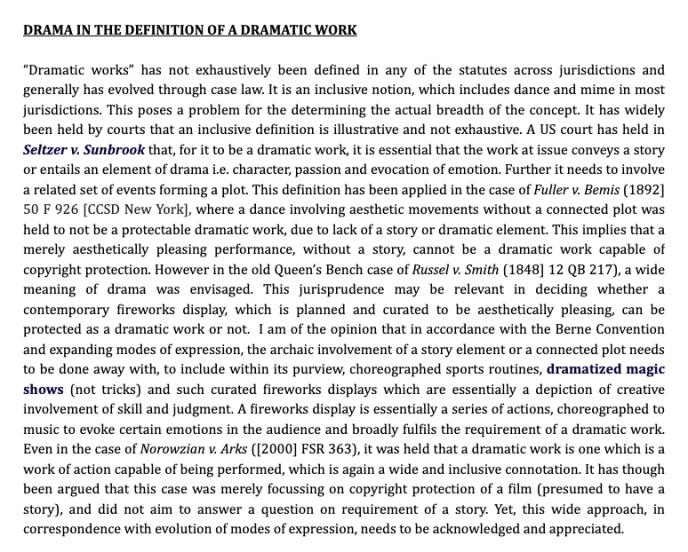 DRAMA IN THE DEFINITION OF A DRAMATIC WORK
“Dramatic works” has not exhaustively been defined in any of the statutes across jurisdictions and
generally has evolved through case law. It is an inclusive notion, which includes dance and mime in most
jurisdictions. This poses a problem for the determining the actual breadth of the concept. It has widely
been held by courts that an inclusive definition is illustrative and not exhaustive. A US court has held in
Seltzer v. Sunbrook that, for it to be a dramatic work, it is essential that the work at issue conveys a story
or entails an element of drama i.e. character, passion and evocation of emotion. Further it needs to involve
a related set of events forming a plot. This definition has been applied in the case of Fuller v. Bemis (1892]
50 F 926 [CCSD New York], where a dance involving aesthetic movements without a connected plot was
held to not be a protectable dramatic work, due to lack of a story or dramatic element. This implies that a
merely aesthetically pleasing performance, without a story, cannot be a dramatic work capable of
copyright protection. However in the old Queen’s Bench case of Russel v. Smith (1848] 12 QB 217), a wide
meaning of drama was envisaged. This jurisprudence may be relevant in deciding whether a
contemporary fireworks display, which is planned and curated to be aesthetically pleasing, can be
protected as a dramatic work or not. I am of the opinion that in accordance with the Berne Convention
and expanding modes of expression, the archaic involvement of a story element or a connected plot needs
to be done away with, to include within its purview, choreographed sports routines, dramatized magic
shows (not tricks) and such curated fireworks displays which are essentially a depiction of creative
involvement of skill and judgment. A fireworks display is essentially a series of actions, choreographed to
music to evoke certain emotions in the audience and broadly fulfils the requirement of a dramatic work.
Even in the case of Norowzian v. Arks ([2000] FSR 363), it was held that a dramatic work is one which is a
work of action capable of being performed, which is again a wide and inclusive connotation. It has though
been argued that this case was merely focussing on copyright protection of a film (presumed to have a
story), and did not aim to answer a question on requirement of a story. Yet, this wide approach, in
correspondence with evolution of modes of expression, needs to be acknowledged and appreciated.